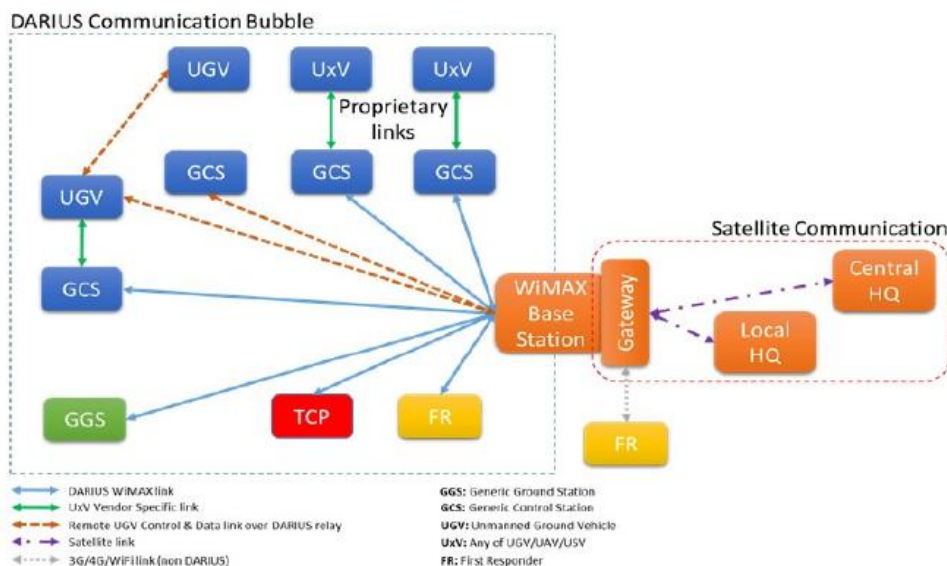 DARIUS Communication Bubble
UGV
UxV
UxV
Proprietary
links
GCS
GCS
GCS
UGV
GCS
Satellite Communication
Central
HQ
WiMAX
Base
Station
Gateway
Local
HQ
GGS
TCP
FR
FR
DARIUS WiMAX link
UxV Vendor Specific link
Remote UGV Control & Data link over DARIUS relay
Satellite link
3G/4G/WiFi link (non DARIUS)
GGS: Generic Ground Station
GCS: Generic Control Station
UGV: Unmanned Ground Vehicle
UxV: Any of UGV/UAV/USV
FR: First Responder